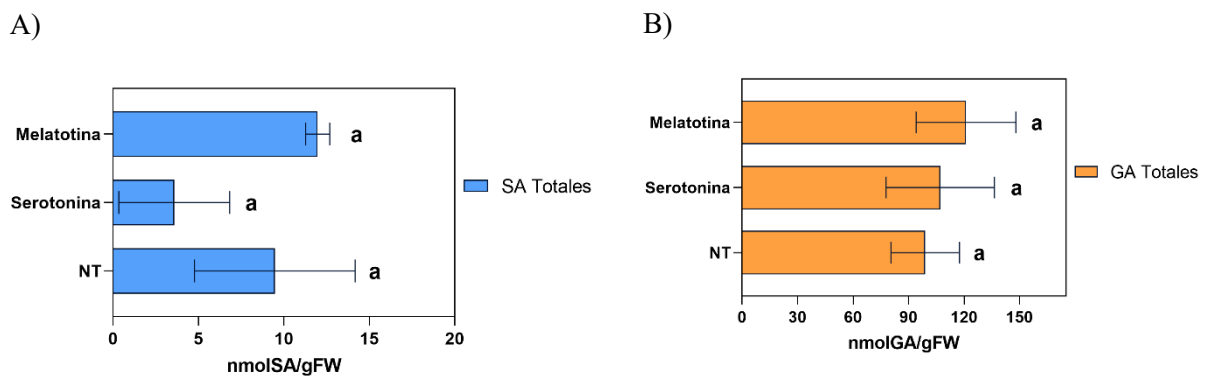 A)
Melatotina
a
Serotonina
a
NT
a
0 5 10 15 20
nmolSA/gFW
SA Totales
B)
Melatotina
a
Serotonina
a
NT
a
0 30 60 90 120 150
nmolGA/gFW
GA Totales